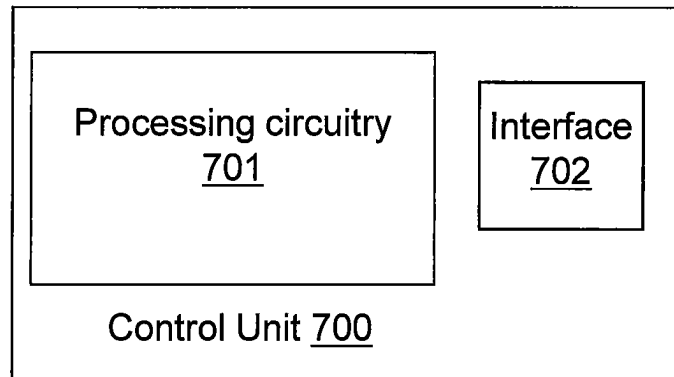 Processing circuitry
701
Interface
702
Control Unit 700